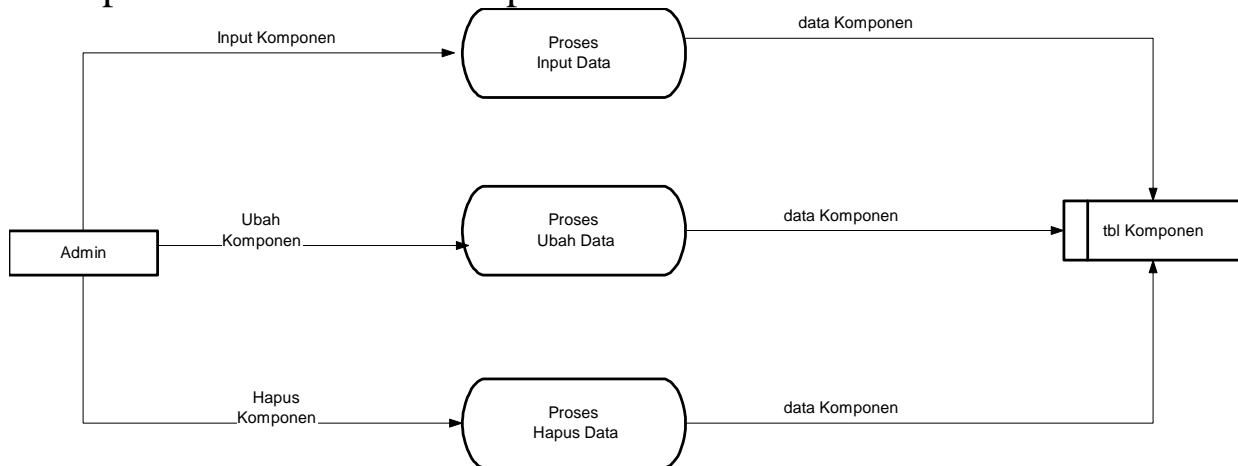 Input Komponen
Proses
Input Data
data Komponen
Ubah
Komponen
Proses
Ubah Data
data Komponen
Admin
tbl Komponen
Hapus
Komponen
Proses
Hapus Data
data Komponen